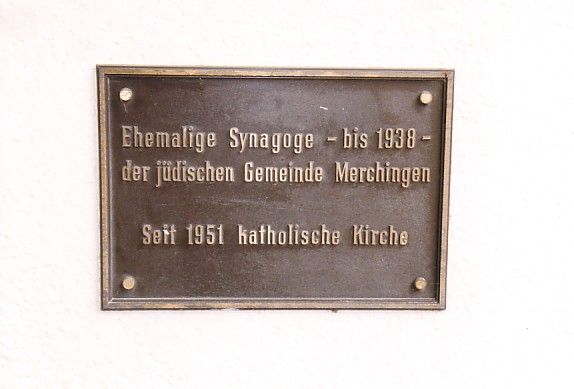 Ehemalige Synagoge - bis 1938 -
der jüdischen Gemeinde Merchingen
Seit 1951 katholische Kirche